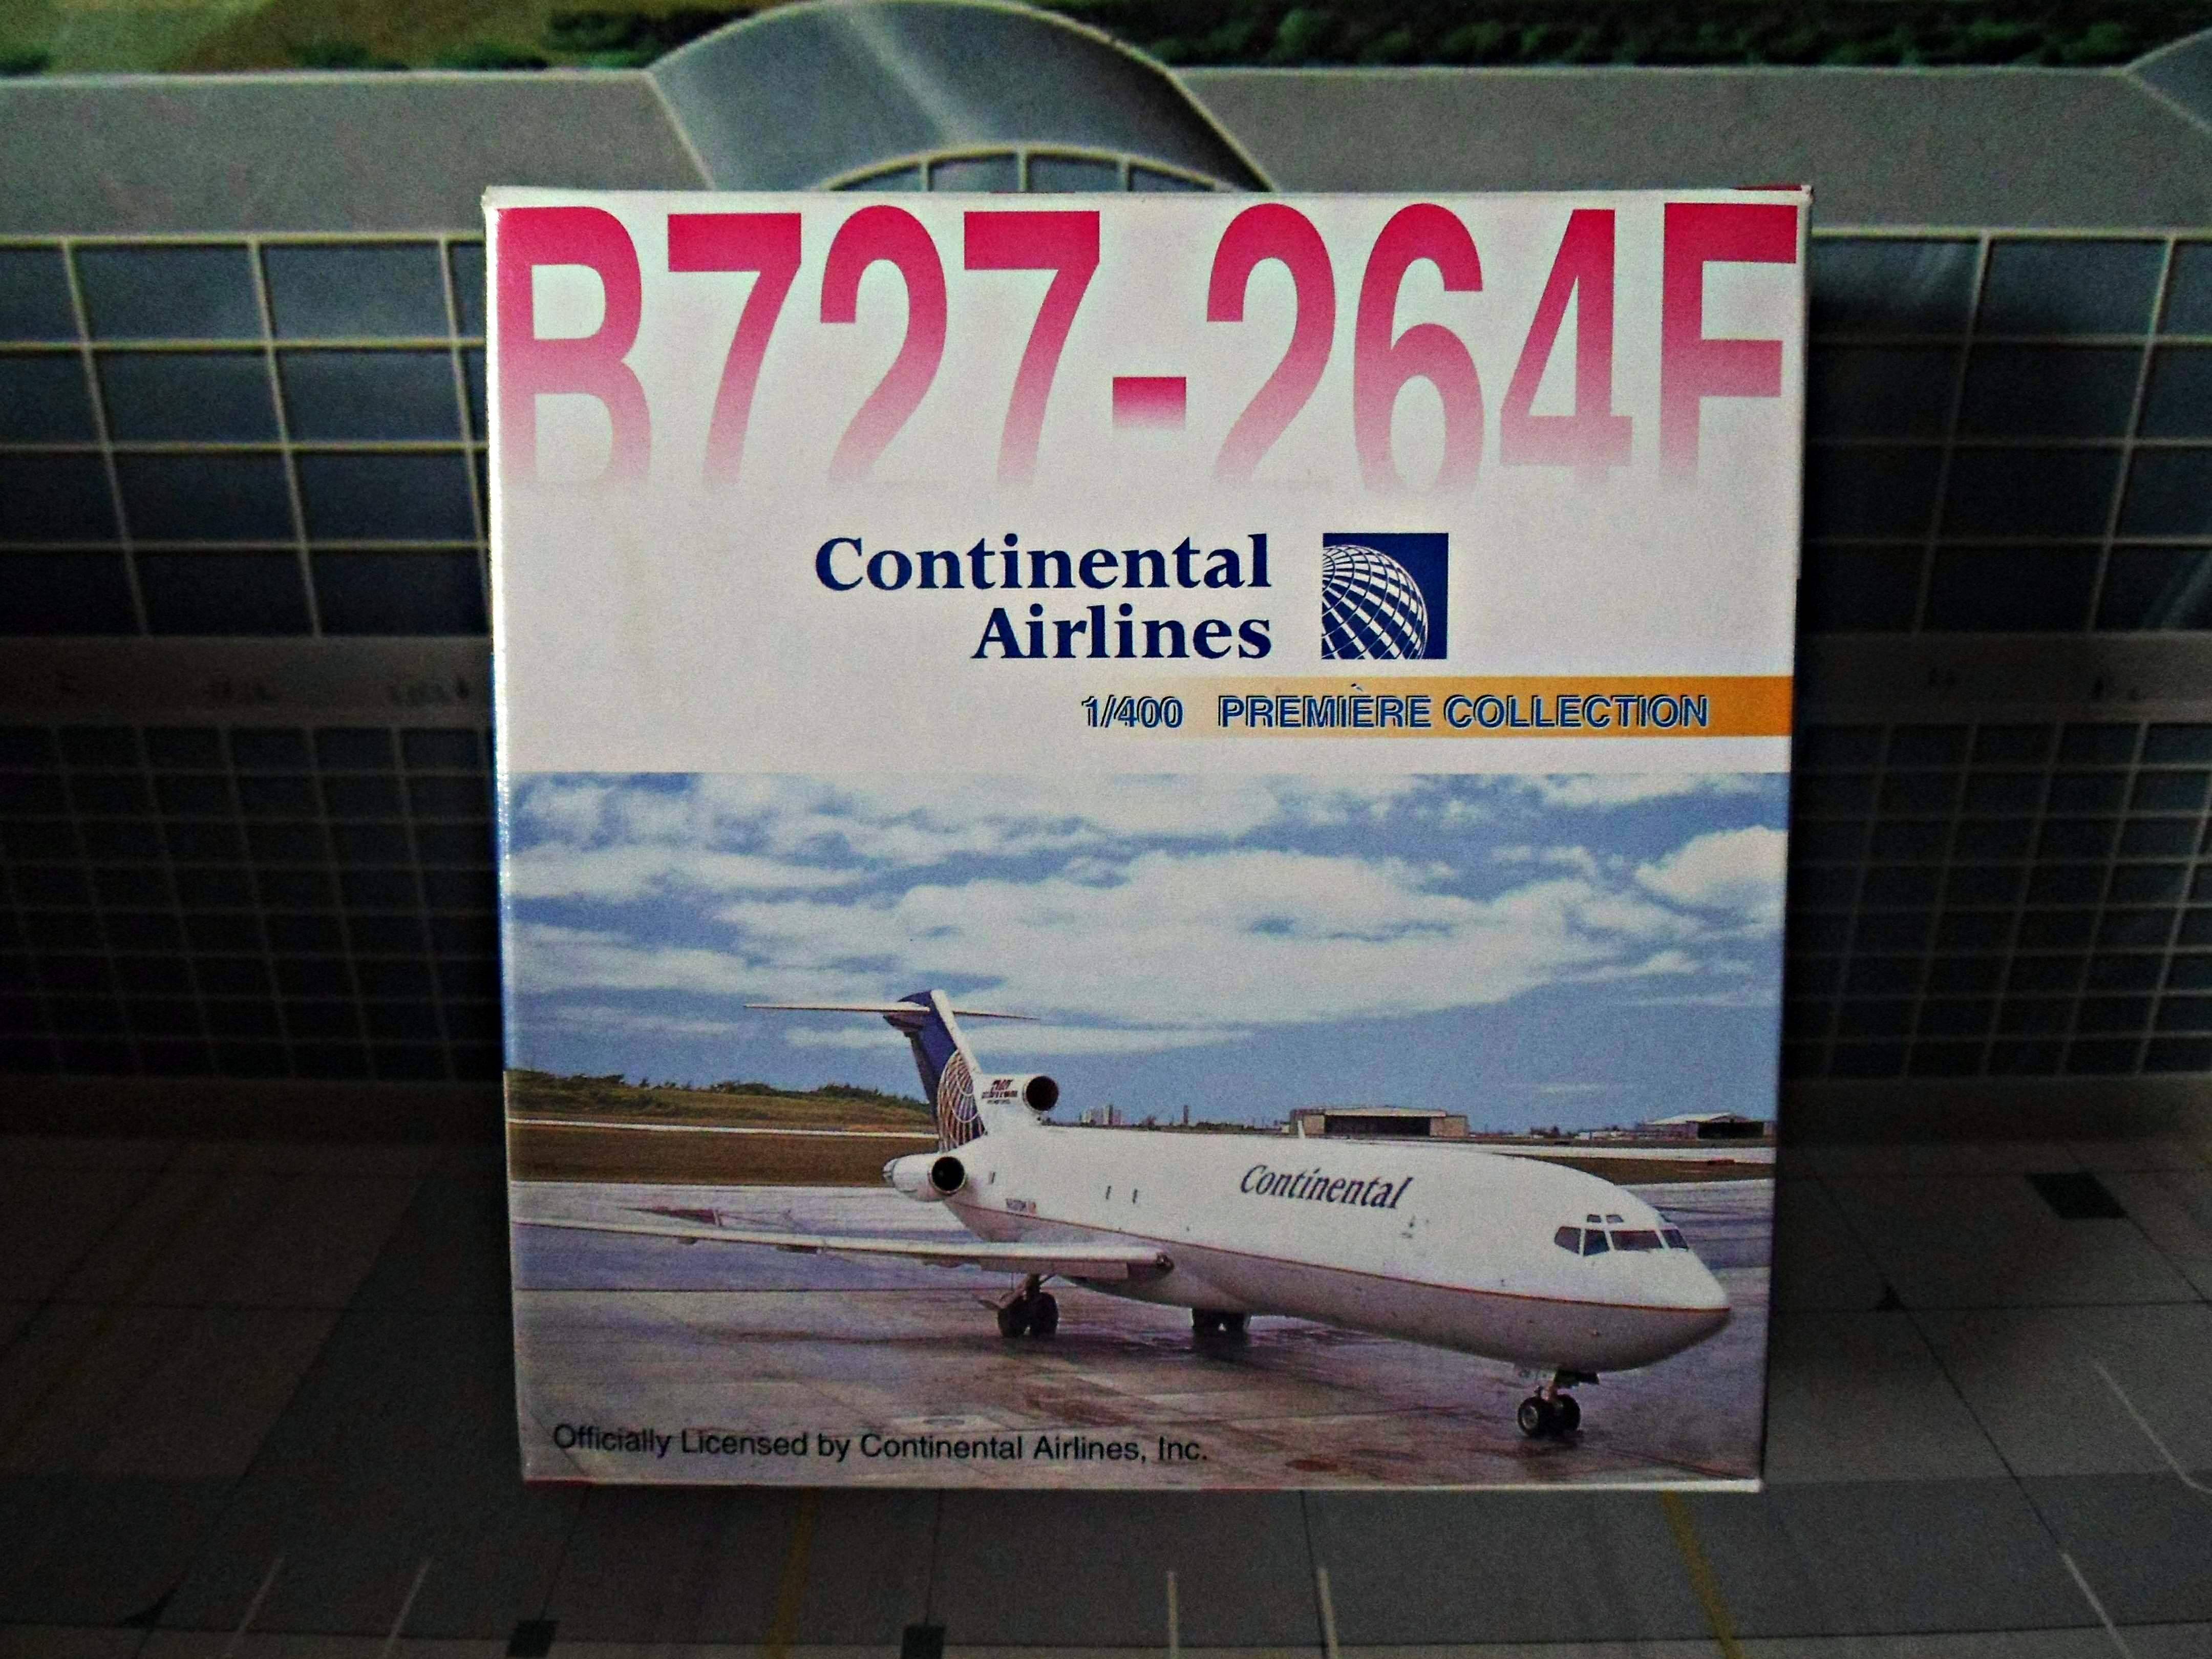 B727-264F
Continental
Airlines
1/400 PREMIÈRE COLLECTION
Continental
Officially Licensed by Continental Airlines, Inc.